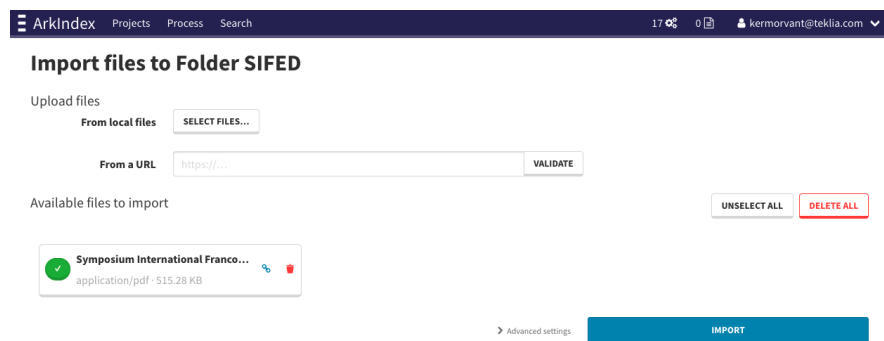 ArkIndex Projects Process Search 17 0 kermorvant@teklia.com
Import files to Folder SIFED
Upload files
From local files SELECT FILES...
From a URL https://... VALIDATE
Available files to import UNSELECT ALL DELETE ALL
Symposium International Franco...
application/pdf · 515.28 KB
Advanced settings IMPORT